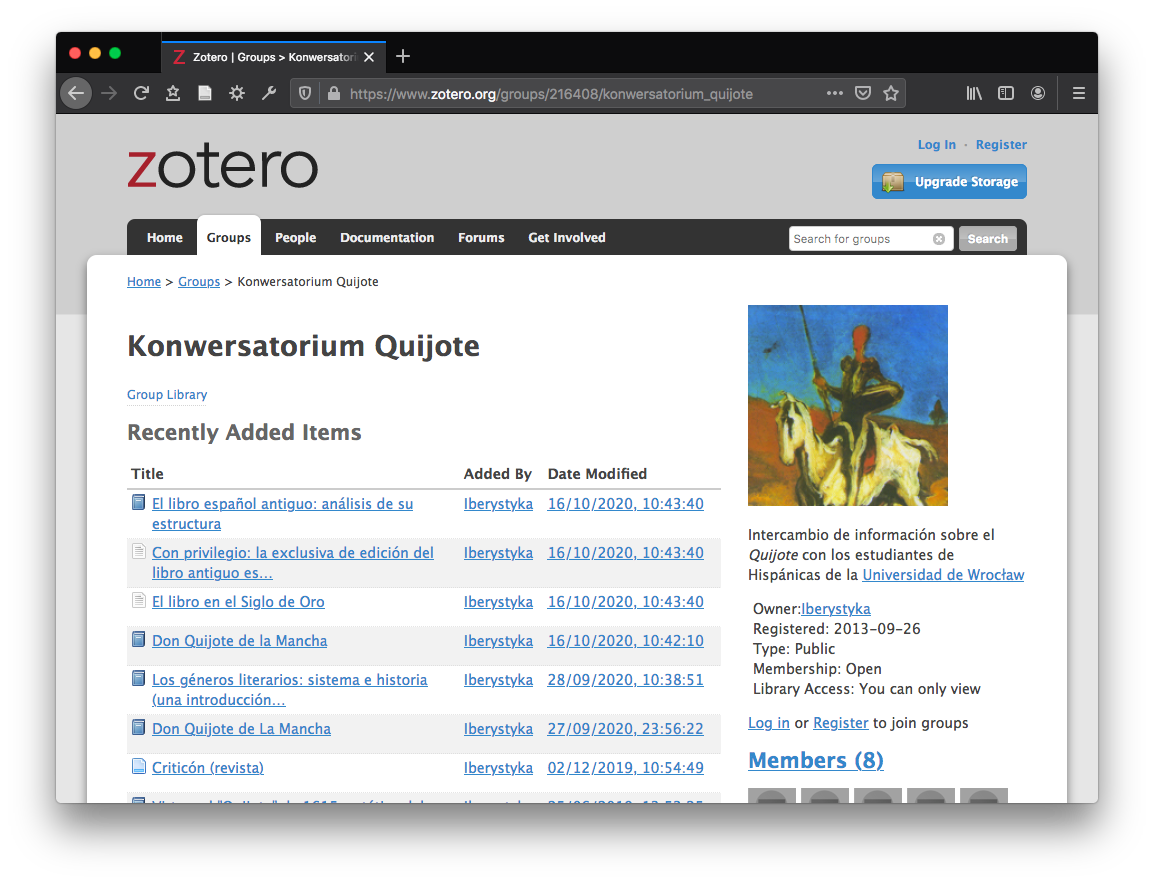 Zotero | Groups > Konwersatori
https://www.zotero.org/groups/216408/konwersatorium_quijote
zotero
Log In · Register
Upgrade Storage
Home Groups People Documentation Forums Get Involved
Search for groups
Search
Home > Groups > Konwersatorium Quijote
Konwersatorium Quijote
Group Library
Recently Added Items
Title Added By Date Modified
El libro español antiguo: análisis de su
estructura
Iberystyka 16/10/2020, 10:43:40
Con privilegio: la exclusiva de edición del
libro antiguo es...
Iberystyka 16/10/2020, 10:43:40
El libro en el Siglo de Oro Iberystyka 16/10/2020, 10:43:40
Don Quijote de la Mancha Iberystyka 16/10/2020, 10:42:10
Los géneros literarios: sistema e historia
(una introducción...
Iberystyka 28/09/2020, 10:38:51
Don Quijote de La Mancha Iberystyka 27/09/2020, 23:56:22
Criticón (revista) Iberystyka 02/12/2019, 10:54:49
Intercambio de información sobre el
Quijote con los estudiantes de
Hispánicas de la Universidad de Wrocław
Owner:Iberystyka
Registered: 2013-09-26
Type: Public
Membership: Open
Library Access: You can only view
Log in or Register to join groups
Members (8)